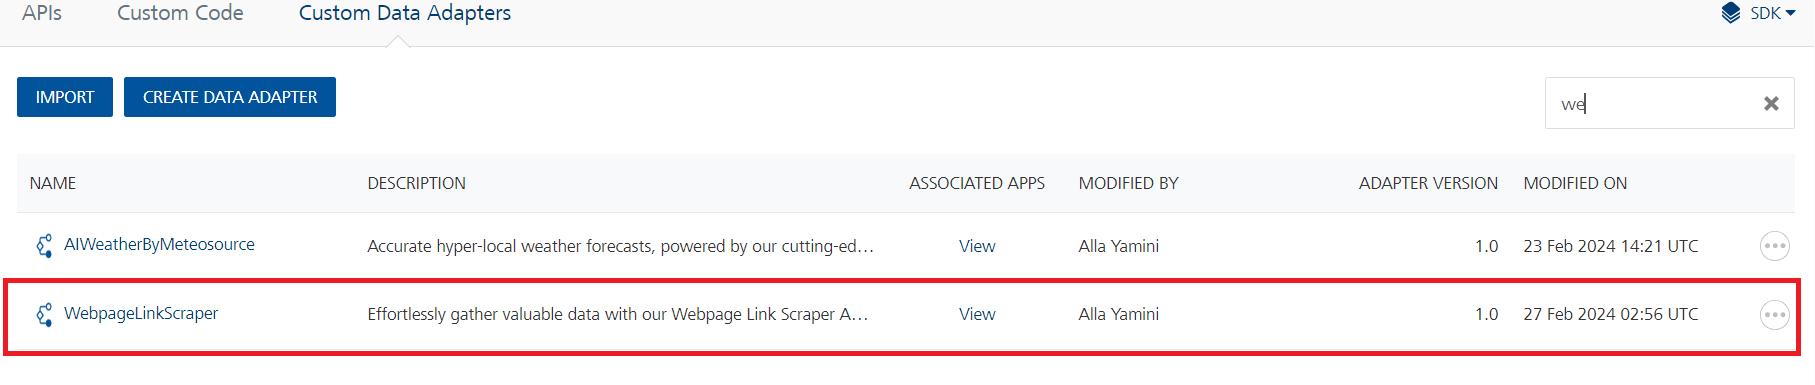 APIs Custom Code Custom Data Adapters SDK
IMPORT CREATE DATA ADAPTER we
NAME DESCRIPTION ASSOCIATED APPS MODIFIED BY ADAPTER VERSION MODIFIED ON
AIWeatherByMeteosource Accurate hyper-local weather forecasts, powered by our cutting-ed... View Alla Yamini 1.0 23 Feb 2024 14:21 UTC
WebpageLinkScraper Effortlessly gather valuable data with our Webpage Link Scraper A... View Alla Yamini 1.0 27 Feb 2024 02:56 UTC